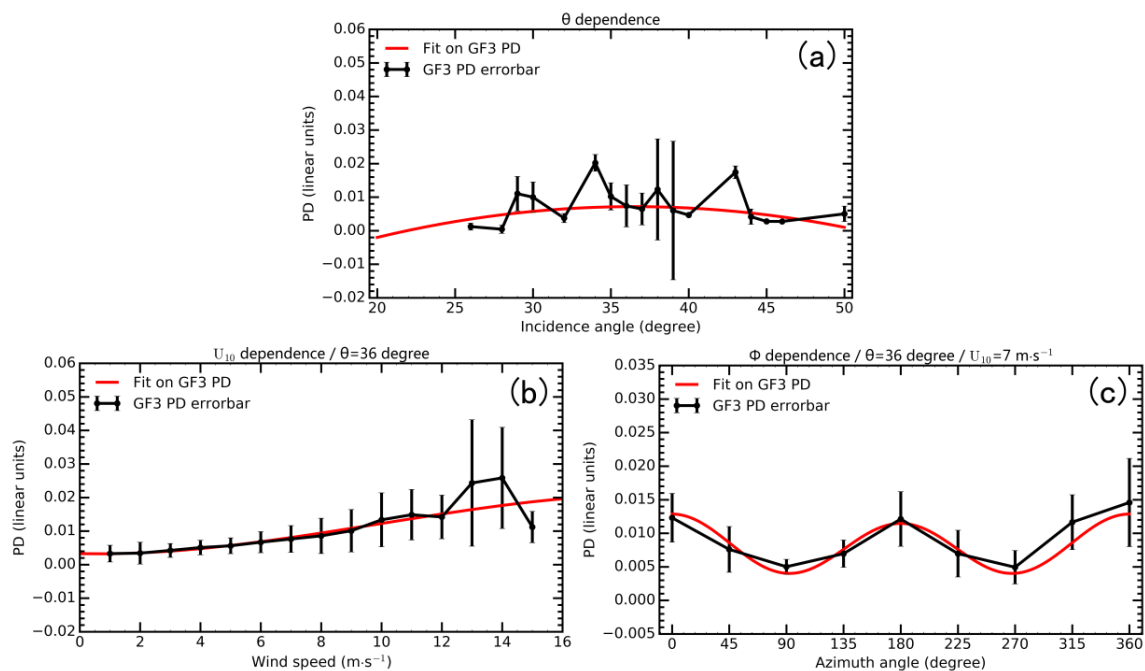 θ dependence
0.06
0.05
0.04
0.03
0.02
0.01
0.00
−0.01
−0.02
PD (linear units)
Fit on GF3 PD
GF3 PD errorbar
(a)
20 25 30 35 40 45 50
Incidence angle (degree)
U₁₀ dependence / θ=36 degree
0.06
0.05
0.04
0.03
0.02
0.01
0.00
−0.01
−0.02
PD (linear units)
Fit on GF3 PD
GF3 PD errorbar
(b)
0 2 4 6 8 10 12 14 16
Wind speed (m·s⁻¹)
Φ dependence / θ=36 degree / U₁₀=7 m·s⁻¹
0.035
0.030
0.025
0.020
0.015
0.010
0.005
0.000
−0.005
PD (linear units)
Fit on GF3 PD
GF3 PD errorbar
(c)
0 45 90 135 180 225 270 315 360
Azimuth angle (degree)